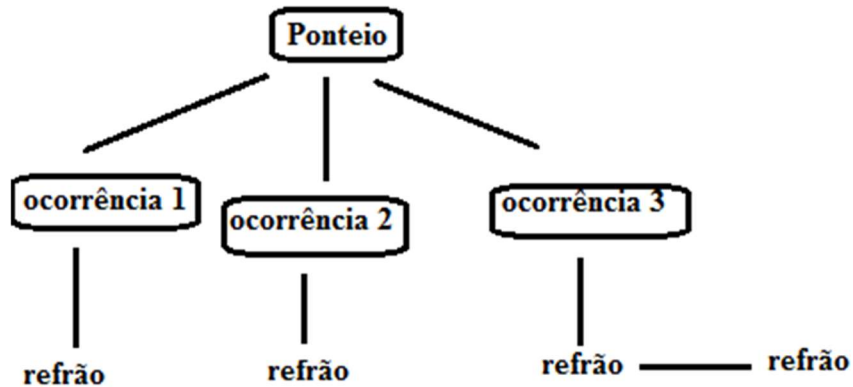 Ponteio
ocorrência 1
ocorrência 2
ocorrência 3
refrão
refrão
refrão
refrão